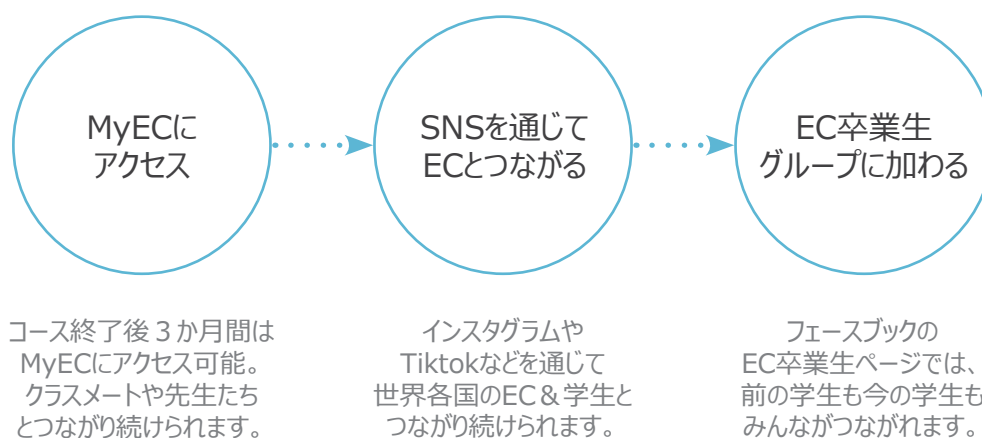 MyECに
アクセス
SNSを通じて
ECとつながる
EC卒業生
グループに加わる
コース終了後３か月間は
MyECにアクセス可能。
クラスメートや先生たち
とつながり続けられます。
インスタグラムや
Tiktokなどを通じて
世界各国のEC＆学生と
つながり続けられます。
フェースブックの
EC卒業生ページでは、
前の学生も今の学生も
みんながつながれます。